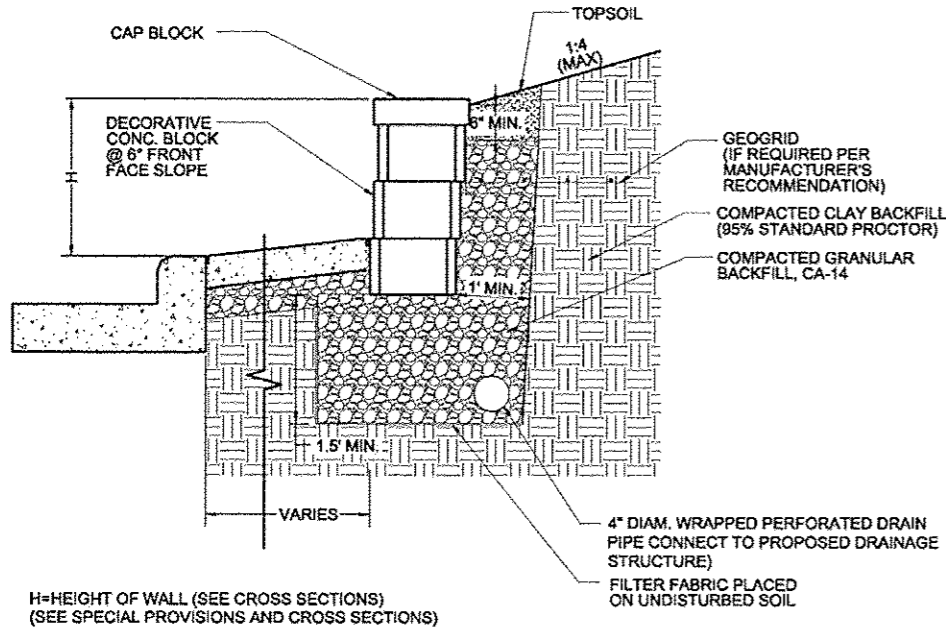 TOPSOIL
CAP BLOCK
1:4
(MAX)
DECORATIVE
CONC. BLOCK
@ 6" FRONT
FACE SLOPE
6" MIN.
H
GEOGRID
(IF REQUIRED PER
MANUFACTURER'S
RECOMMENDATION)
COMPACTED CLAY BACKFILL
(95% STANDARD PROCTOR)
COMPACTED GRANULAR
BACKFILL, CA-14
1' MIN.
1.5' MIN.
VARIES
4" DIAM. WRAPPED PERFORATED DRAIN
PIPE CONNECT TO PROPOSED DRAINAGE
STRUCTURE)
FILTER FABRIC PLACED
ON UNDISTURBED SOIL
H=HEIGHT OF WALL (SEE CROSS SECTIONS)
(SEE SPECIAL PROVISIONS AND CROSS SECTIONS)